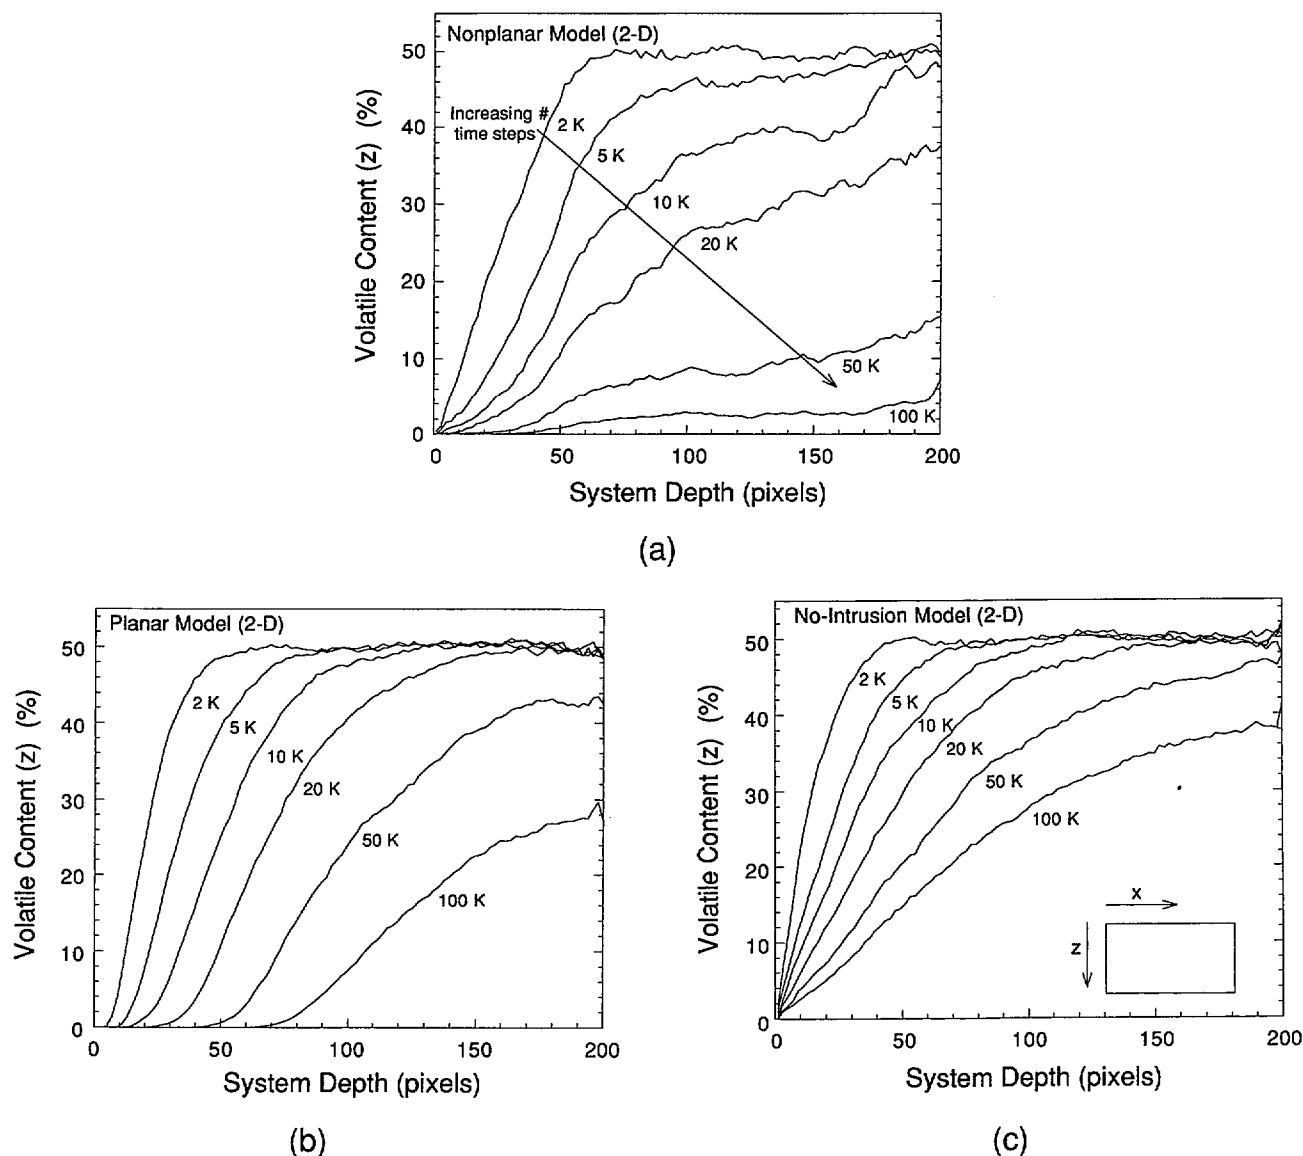 Nonplanar Model (2-D)
Volatile Content (z) (%)
50
40
30
20
10
0
Increasing #
time steps
2 K
5 K
10 K
20 K
50 K
100 K
0 50 100 150 200
System Depth (pixels)
(a)
Planar Model (2-D)
Volatile Content (z) (%)
50
40
30
20
10
0
2 K
5 K
10 K
20 K
50 K
100 K
0 50 100 150 200
System Depth (pixels)
(b)
No-Intrusion Model (2-D)
Volatile Content (z) (%)
50
40
30
20
10
0
2 K
5 K
10 K
20 K
50 K
100 K
X
Z
0 50 100 150 200
System Depth (pixels)
(c)